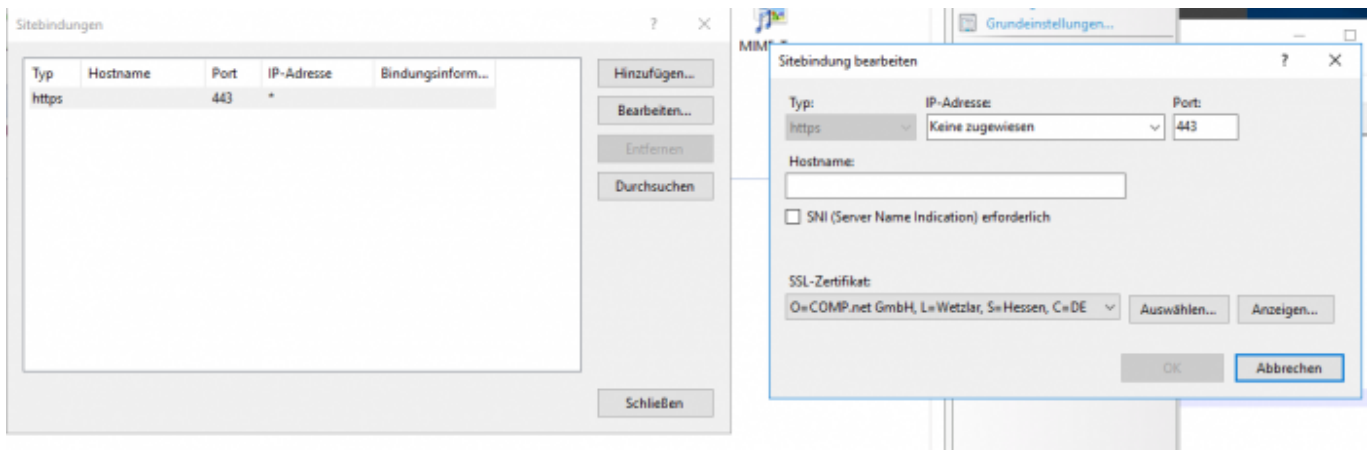 Sitebindungen
Typ Hostname Port IP-Adresse Bindungsinform...
https 443 *
Hinzufügen...
Bearbeiten...
Entfernen
Durchsuchen
Schließen
Grundeinstellungen...
Sitebindung bearbeiten
Typ: IP-Adresse: Port:
https Keine zugewiesen 443
Hostname:
SNI (Server Name Indication) erforderlich
SSL-Zertifikat:
O=COMP.net GmbH, L=Wetzlar, S=Hessen, C=DE Auswählen... Anzeigen...
OK Abbrechen